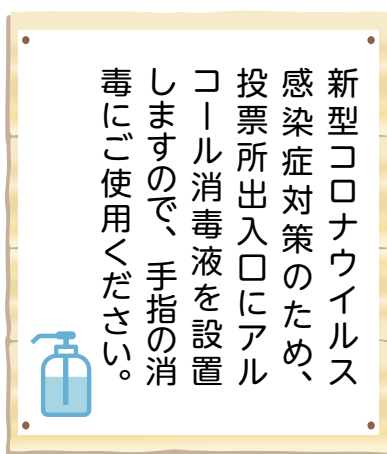 新型コロナウイルス
感染症対策のため、
投票所出入口にアル
コール消毒液を設置
しますので、手指の消
毒にご使用ください。